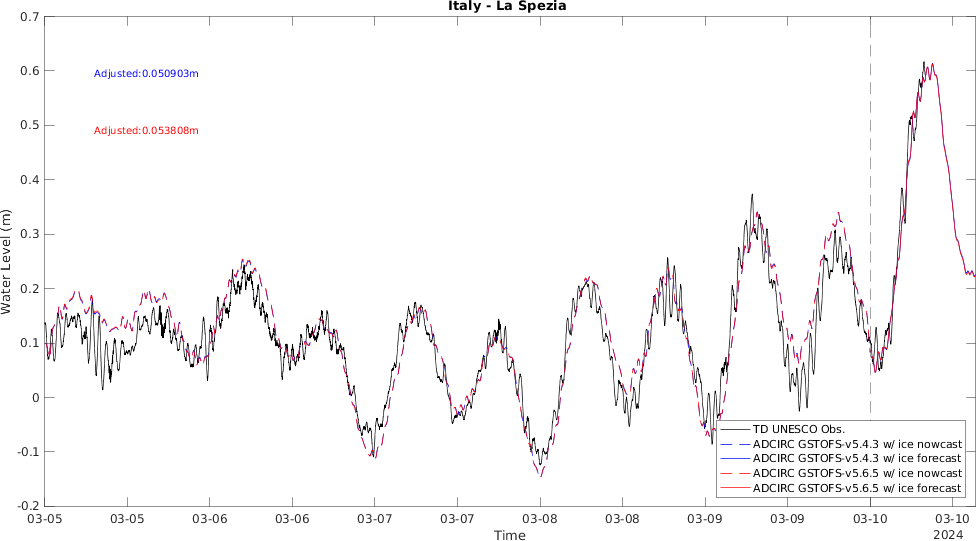 Italy - La Spezia
0.7
0.6
0.5
0.4
0.3
0.2
0.1
0
-0.1
-0.2
Water Level (m)
Adjusted:0.050903m
Adjusted:0.053808m
TD UNESCO Obs.
ADCIRC GSTOFS-v5.4.3 w/ ice nowcast
ADCIRC GSTOFS-v5.4.3 w/ ice forecast
ADCIRC GSTOFS-v5.6.5 w/ ice nowcast
ADCIRC GSTOFS-v5.6.5 w/ ice forecast
03-05 03-05 03-06 03-06 03-07 03-07 03-08 03-08 03-09 03-09 03-10 03-10
2024
Time